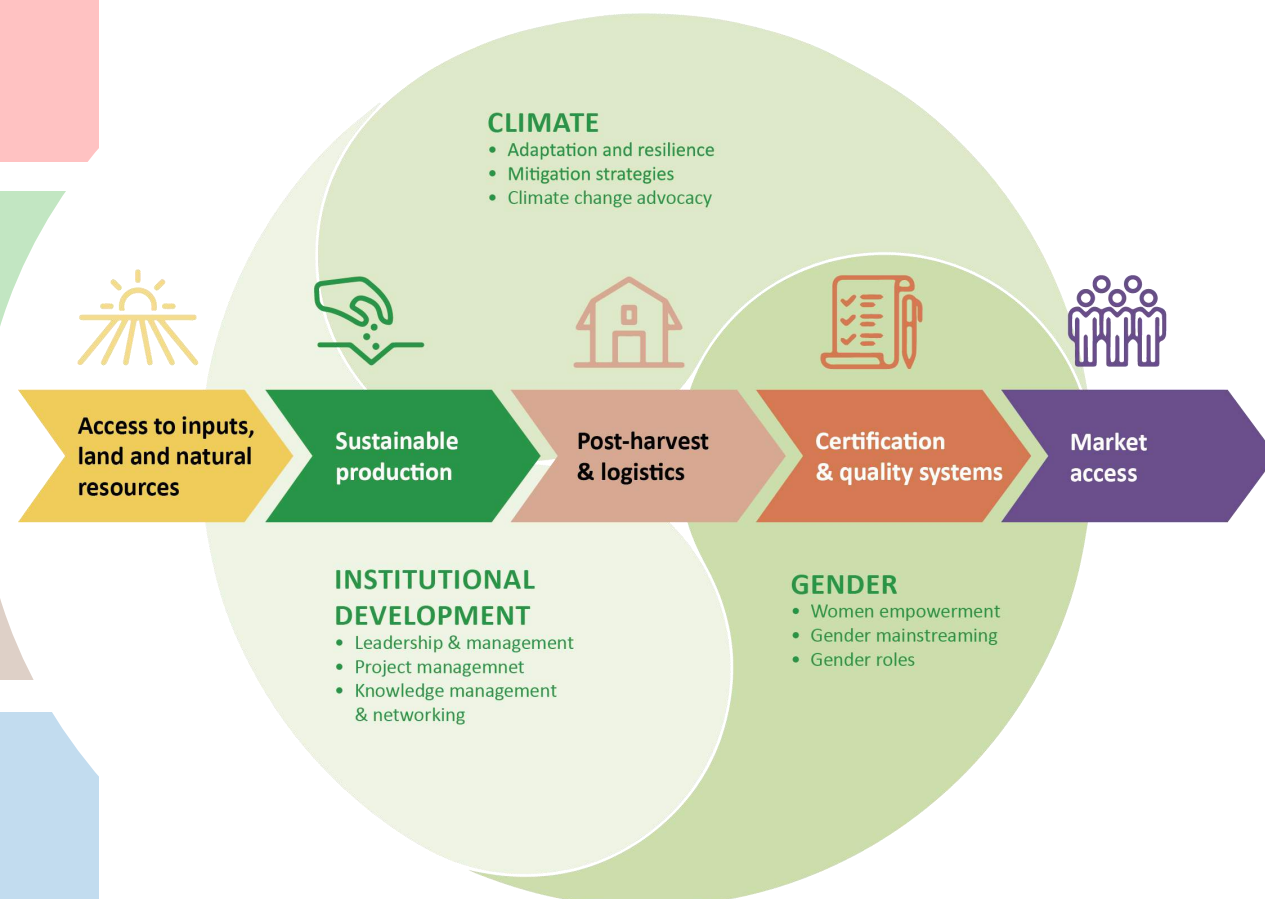 CLIMATE
• Adaptation and resilience
• Mitigation strategies
• Climate change advocacy
Access to inputs,
land and natural
resources
Sustainable
production
Post-harvest
& logistics
Certification
& quality systems
Market
access
INSTITUTIONAL
DEVELOPMENT
• Leadership & management
• Project managemnet
• Knowledge management
& networking
GENDER
• Women empowerment
• Gender mainstreaming
• Gender roles